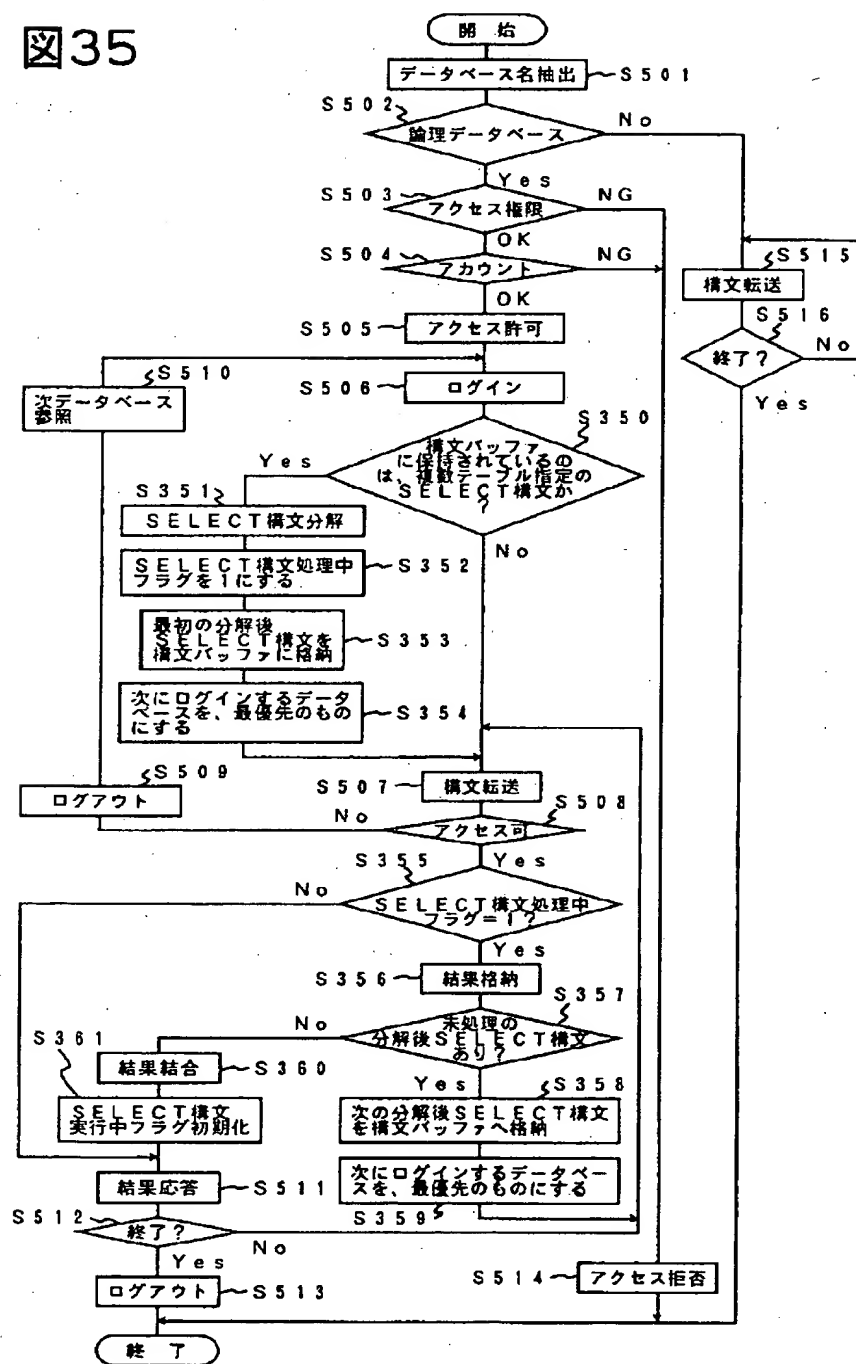 図35
開 始
データベース名抽出
S501
S502
論理データベース
No
Yes
S503
アクセス権限
NG
OK
S504
アカウント
NG
OK
S515
構文転送
S505
アクセス許可
S516
終了?
No
Yes
S510
次データベース
参照
S506
ログイン
S350
構文バッファ
に保持されているの
は、複数テーブル指定の
SELECT構文か
?
Yes
No
S351
SELECT構文分解
SELECT構文処理中
フラグを1にする
S352
最初の分解後
SELECT構文を
構文バッファに格納
S353
次にログインするデータ
ベースを、最優先のものに
する
S354
S509
ログアウト
S507
構文転送
S508
アクセス可
No
Yes
S355
SELECT構文処理中
フラグ=1?
No
Yes
S356
結果格納
S357
未処理の
分解後SELECT構文
あり?
No
Yes
S361
結果結合
S360
SELECT構文
実行中フラグ初期化
S358
次の分解後SELECT構文
を構文バッファへ格納
次にログインするデータベー
スを、最優先のものにする
S359
結果応答
S511
S512
終了?
No
Yes
ログアウト
S513
S514
アクセス拒否
終 了